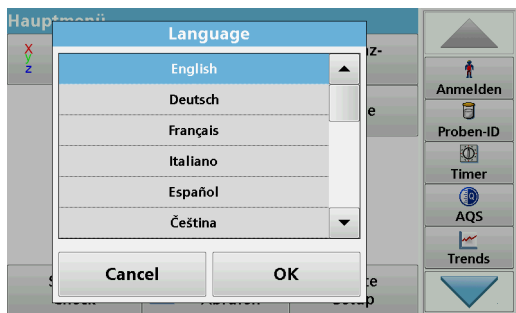 Hauptmenü
Language
x
y
z
English
Deutsch
Français
Italiano
Español
Čeština
Cancel
OK
Anmelden
Proben-ID
Timer
AQS
Trends